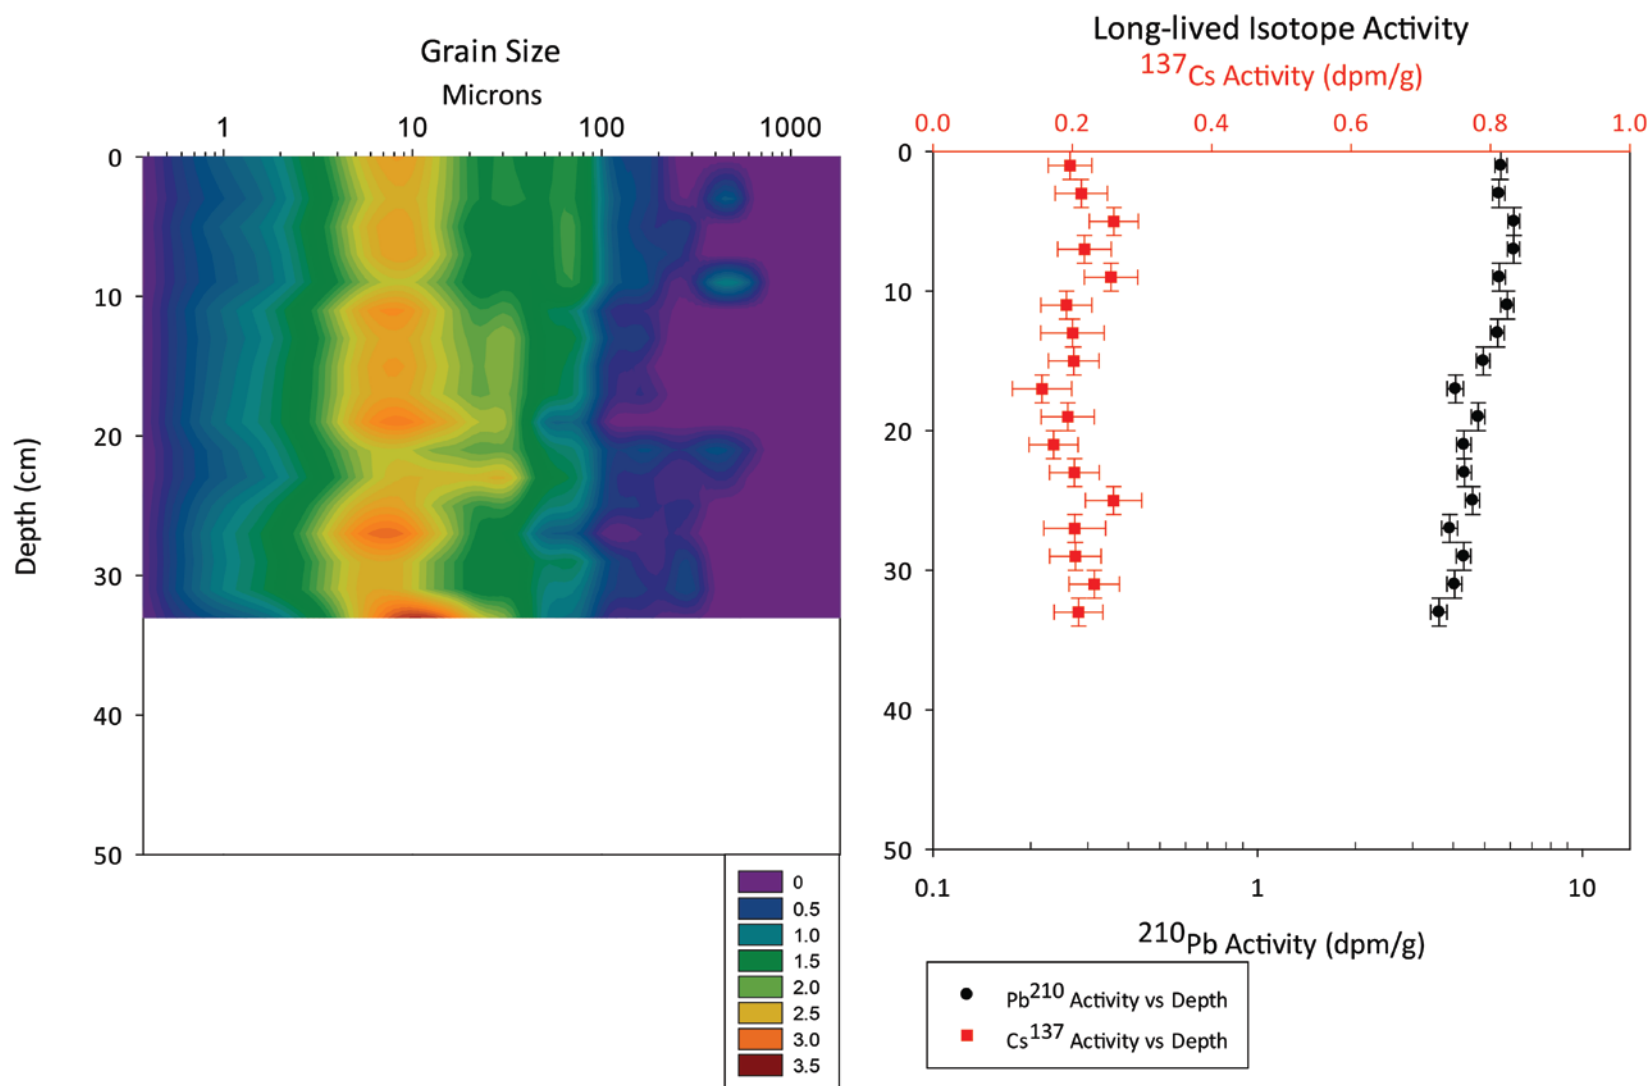 Grain Size
Microns
1 10 100 1000
0
10
20
30
40
50
Depth (cm)
0
0.5
1.0
1.5
2.0
2.5
3.0
3.5
Long-lived Isotope Activity
137Cs Activity (dpm/g)
0.0 0.2 0.4 0.6 0.8 1.0
0
10
20
30
40
50
0.1 1 10
210Pb Activity (dpm/g)
Pb210 Activity vs Depth
Cs137 Activity vs Depth